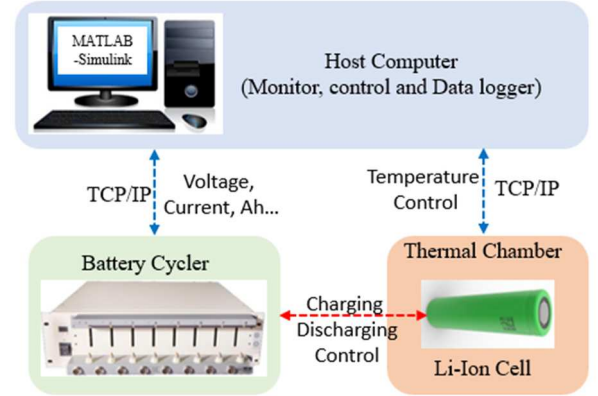 MATLAB
-Simulink
Host Computer
(Monitor, control and Data logger)
TCP/IP
Voltage,
Current, Ah...
Temperature
Control
TCP/IP
Battery Cycler
Thermal Chamber
Charging
Discharging
Control
Li-Ion Cell